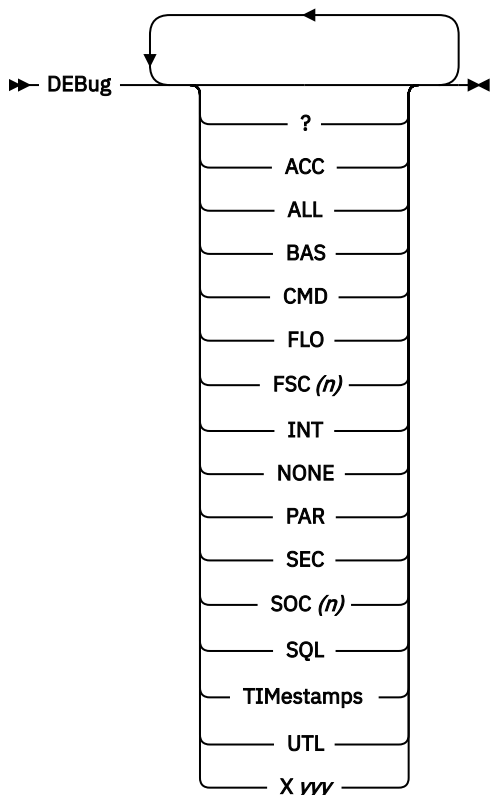 DEBug
?
ACC
ALL
BAS
CMD
FLO
FSC (n)
INT
NONE
PAR
SEC
SOC (n)
SQL
TIMestamps
UTL
X yyy